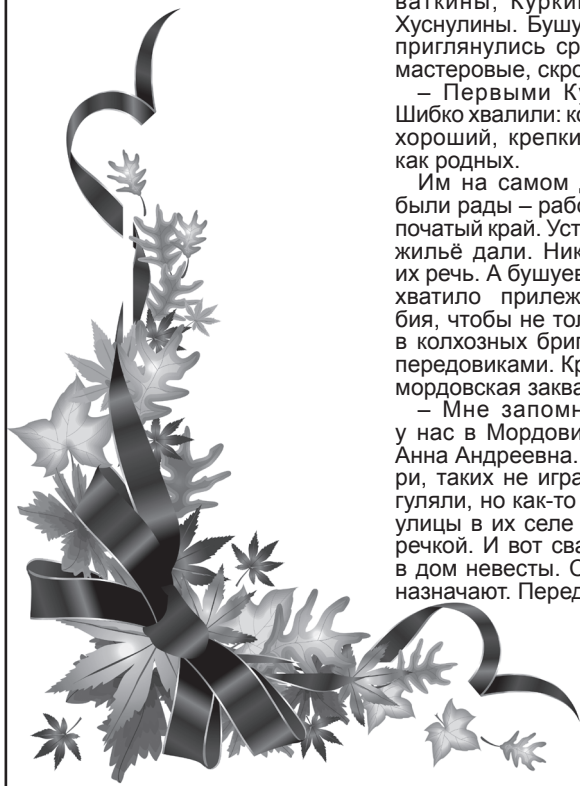 ваткины, Курки
Хуснулины. Бушу
приглянулись ср
мастеровые, скро
– Первыми К
Шибко хвалили: ко
хороший, крепки
как родных.
Им на самом
были рады – рабо
початый край. Уст
жильё дали. Ник
их речь. А бушуев
хватило прилеж
бия, чтобы не тол
в колхозных бриг
передовиками. Кр
мордовская заква
– Мне запомн
у нас в Мордови
Анна Андреевна.
ри, таких не игра
гуляли, но как-то
улицы в их селе
речкой. И вот сва
в дом невесты. С
назначают. Перед